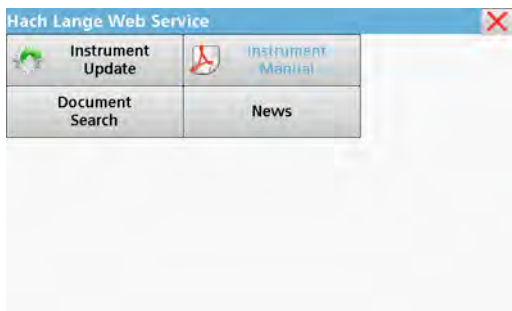 Hach Lange Web Service
Instrument
Update
Instrument
Manual
Document
Search
News